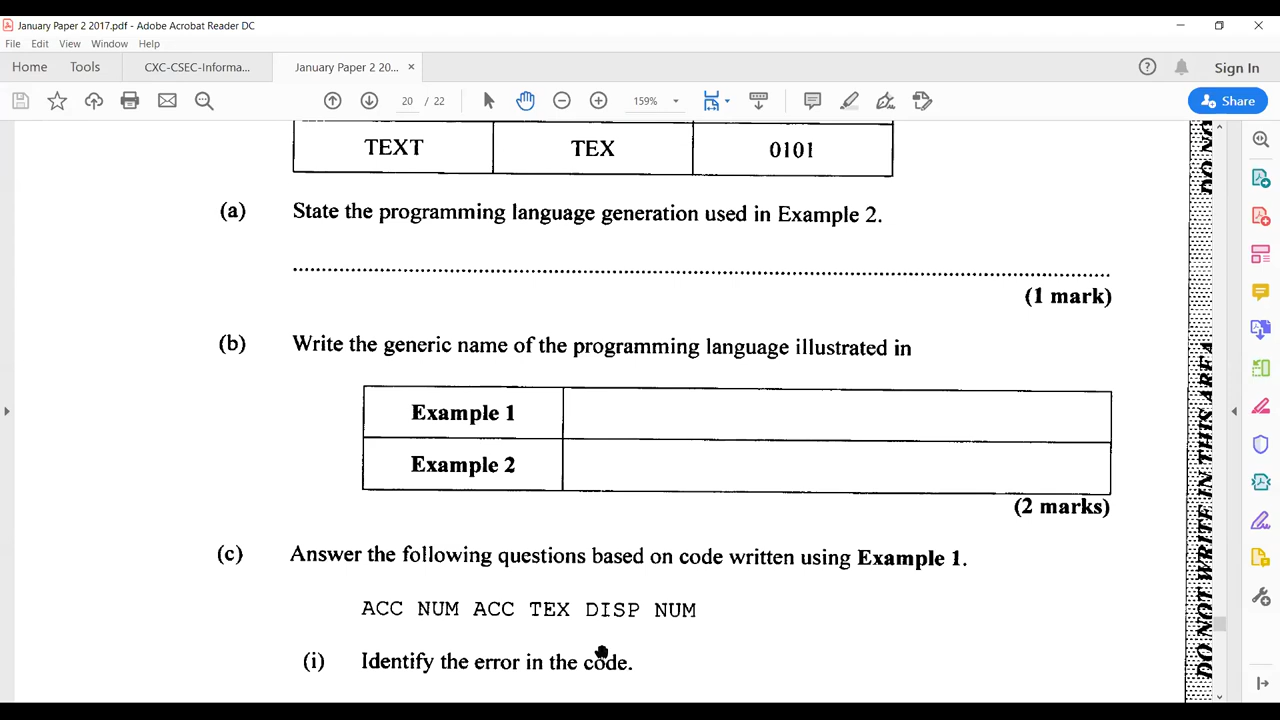 January Paper 2 2017.pdf - Adobe Acrobat Reader DC
File Edit View Window Help
Home Tools CXC-CSEC-Informa... January Paper 2 20... × Sign In
20 / 22 159% Share
TEXT TEX 0101
(a) State the programming language generation used in Example 2.
(1 mark)
(b) Write the generic name of the programming language illustrated in
Example 1
Example 2
(2 marks)
(c) Answer the following questions based on code written using Example 1.
ACC NUM ACC TEX DISP NUM
(i) Identify the error in the code.
DO NOT WRITE IN THIS AREA
DO NO